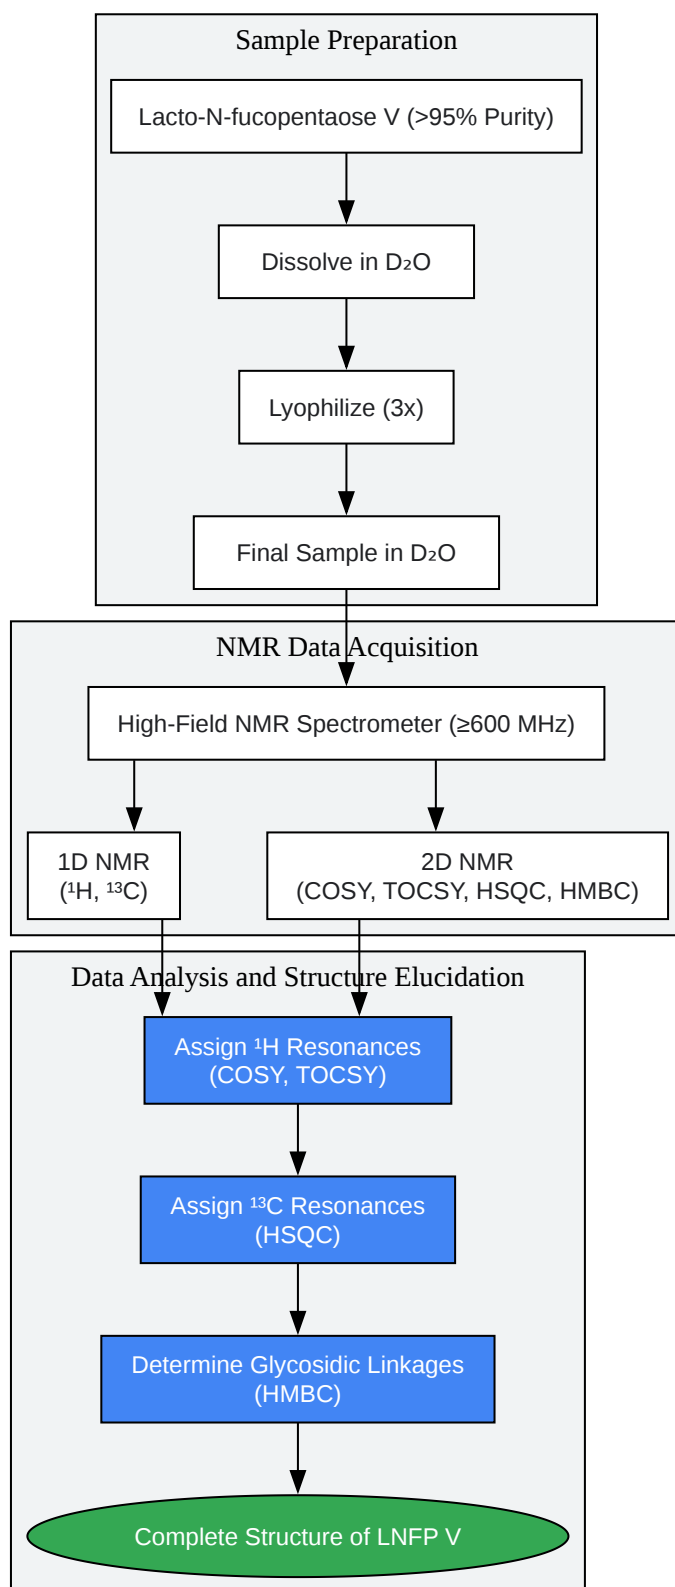 Sample Preparation
Lacto-N-fucopentaose V (>95% Purity)
Dissolve in D₂O
Lyophilize (3x)
Final Sample in D₂O
NMR Data Acquisition
High-Field NMR Spectrometer (≥600 MHz)
1D NMR
(¹H, ¹³C)
2D NMR
(COSY, TOCSY, HSQC, HMBC)
Data Analysis and Structure Elucidation
Assign ¹H Resonances
(COSY, TOCSY)
Assign ¹³C Resonances
(HSQC)
Determine Glycosidic Linkages
(HMBC)
Complete Structure of LNFP V